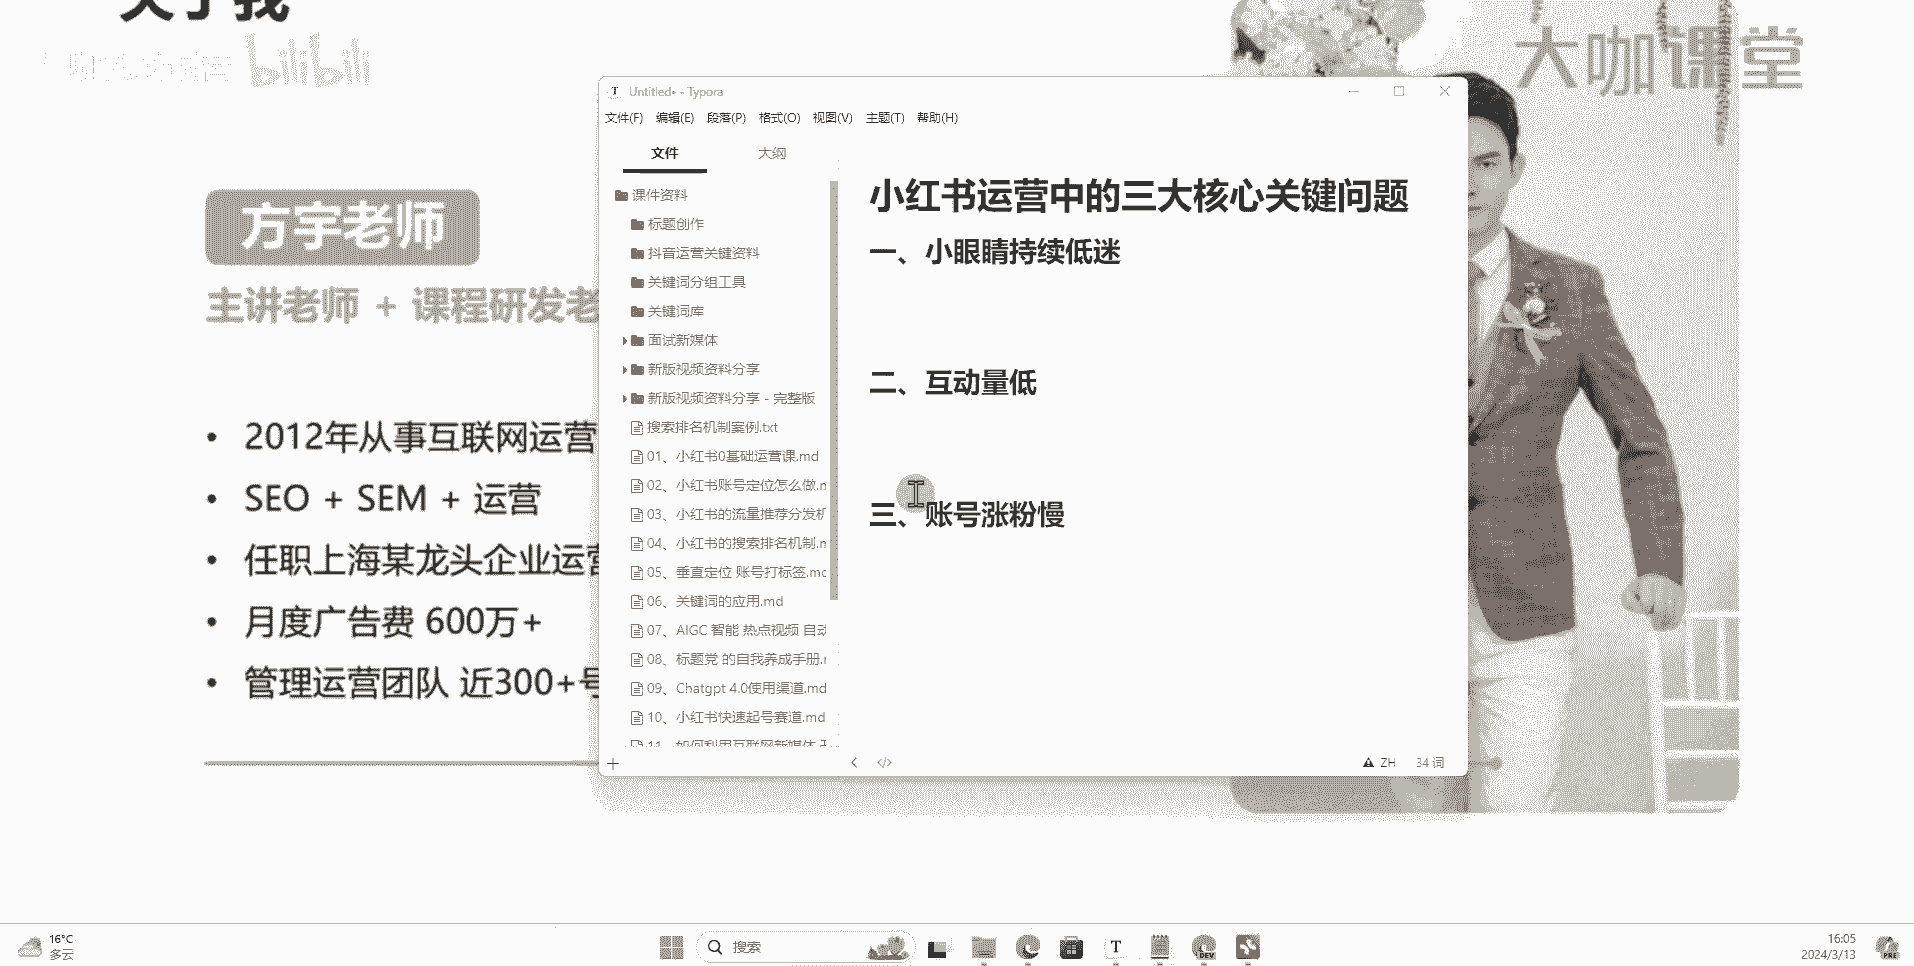 关于我
bilibili
大咖课堂
方宇老师
主讲老师 + 课程研发老
• 2012年从事互联网运营
• SEO + SEM + 运营
• 任职上海某龙头企业运营
• 月度广告费 600万+
• 管理运营团队 近300+号
Untitled• - Typora
文件(F) 编辑(E) 段落(P) 格式(O) 视图(V) 主题(T) 帮助(H)
文件 大纲
课件资料
标题创作
抖音运营关键资料
关键词分组工具
关键词库
面试新媒体
新版视频资料分享
新版视频资料分享 - 完整版
搜索排名机制案例.txt
01、小红书0基础运营课.md
02、小红书账号定位怎么做.m
03、小红书的流量推荐分发机
04、小红书的搜索排名机制.m
05、垂直定位 账号打标签.md
06、关键词的应用.md
07、AIGC 智能 热点视频 自动
08、标题党 的自我养成手册.m
09、Chatgpt 4.0使用渠道.md
10、小红书快速起号赛道.md
11、如何利用互联网新媒体
小红书运营中的三大核心关键问题
一、小眼睛持续低迷
二、互动量低
三、账号涨粉慢
ZH 34 词
16°C
多云
搜索
DEV
16:05
2024/3/13
PRE